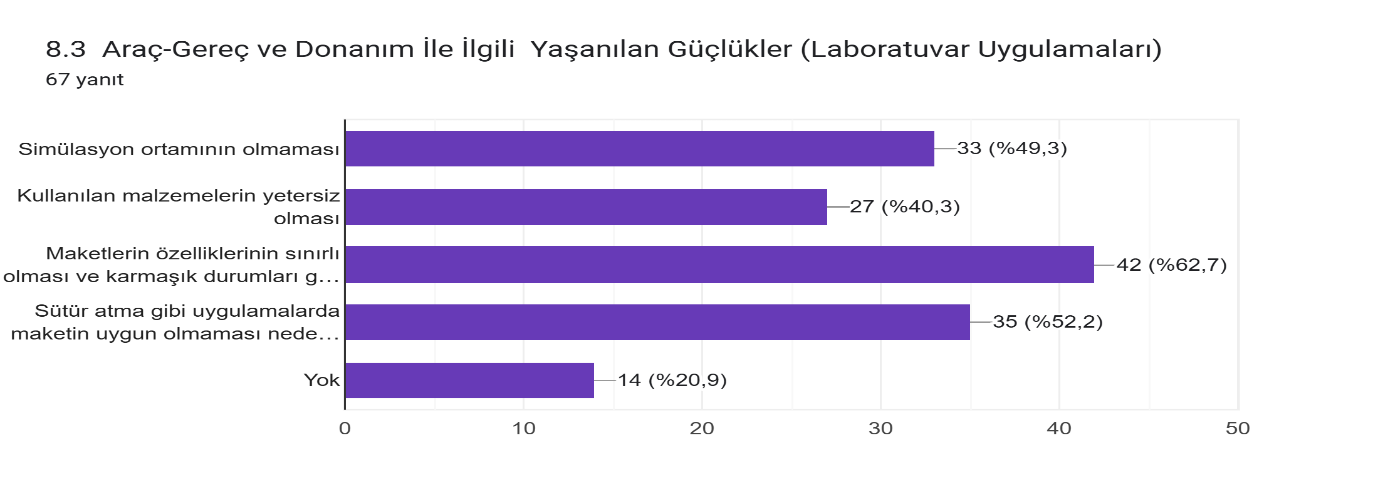 8.3 Araç-Gereç ve Donanım İle İlgili Yaşanılan Güçlükler (Laboratuvar Uygulamaları)
67 yanıt
Simülasyon ortamının olmaması
33 (%49,3)
Kullanılan malzemelerin yetersiz
olması
27 (%40,3)
Maketlerin özelliklerinin sınırlı
olması ve karmaşık durumları g…
42 (%62,7)
Sütür atma gibi uygulamalarda
maketin uygun olmaması nede…
35 (%52,2)
Yok
14 (%20,9)
0 10 20 30 40 50